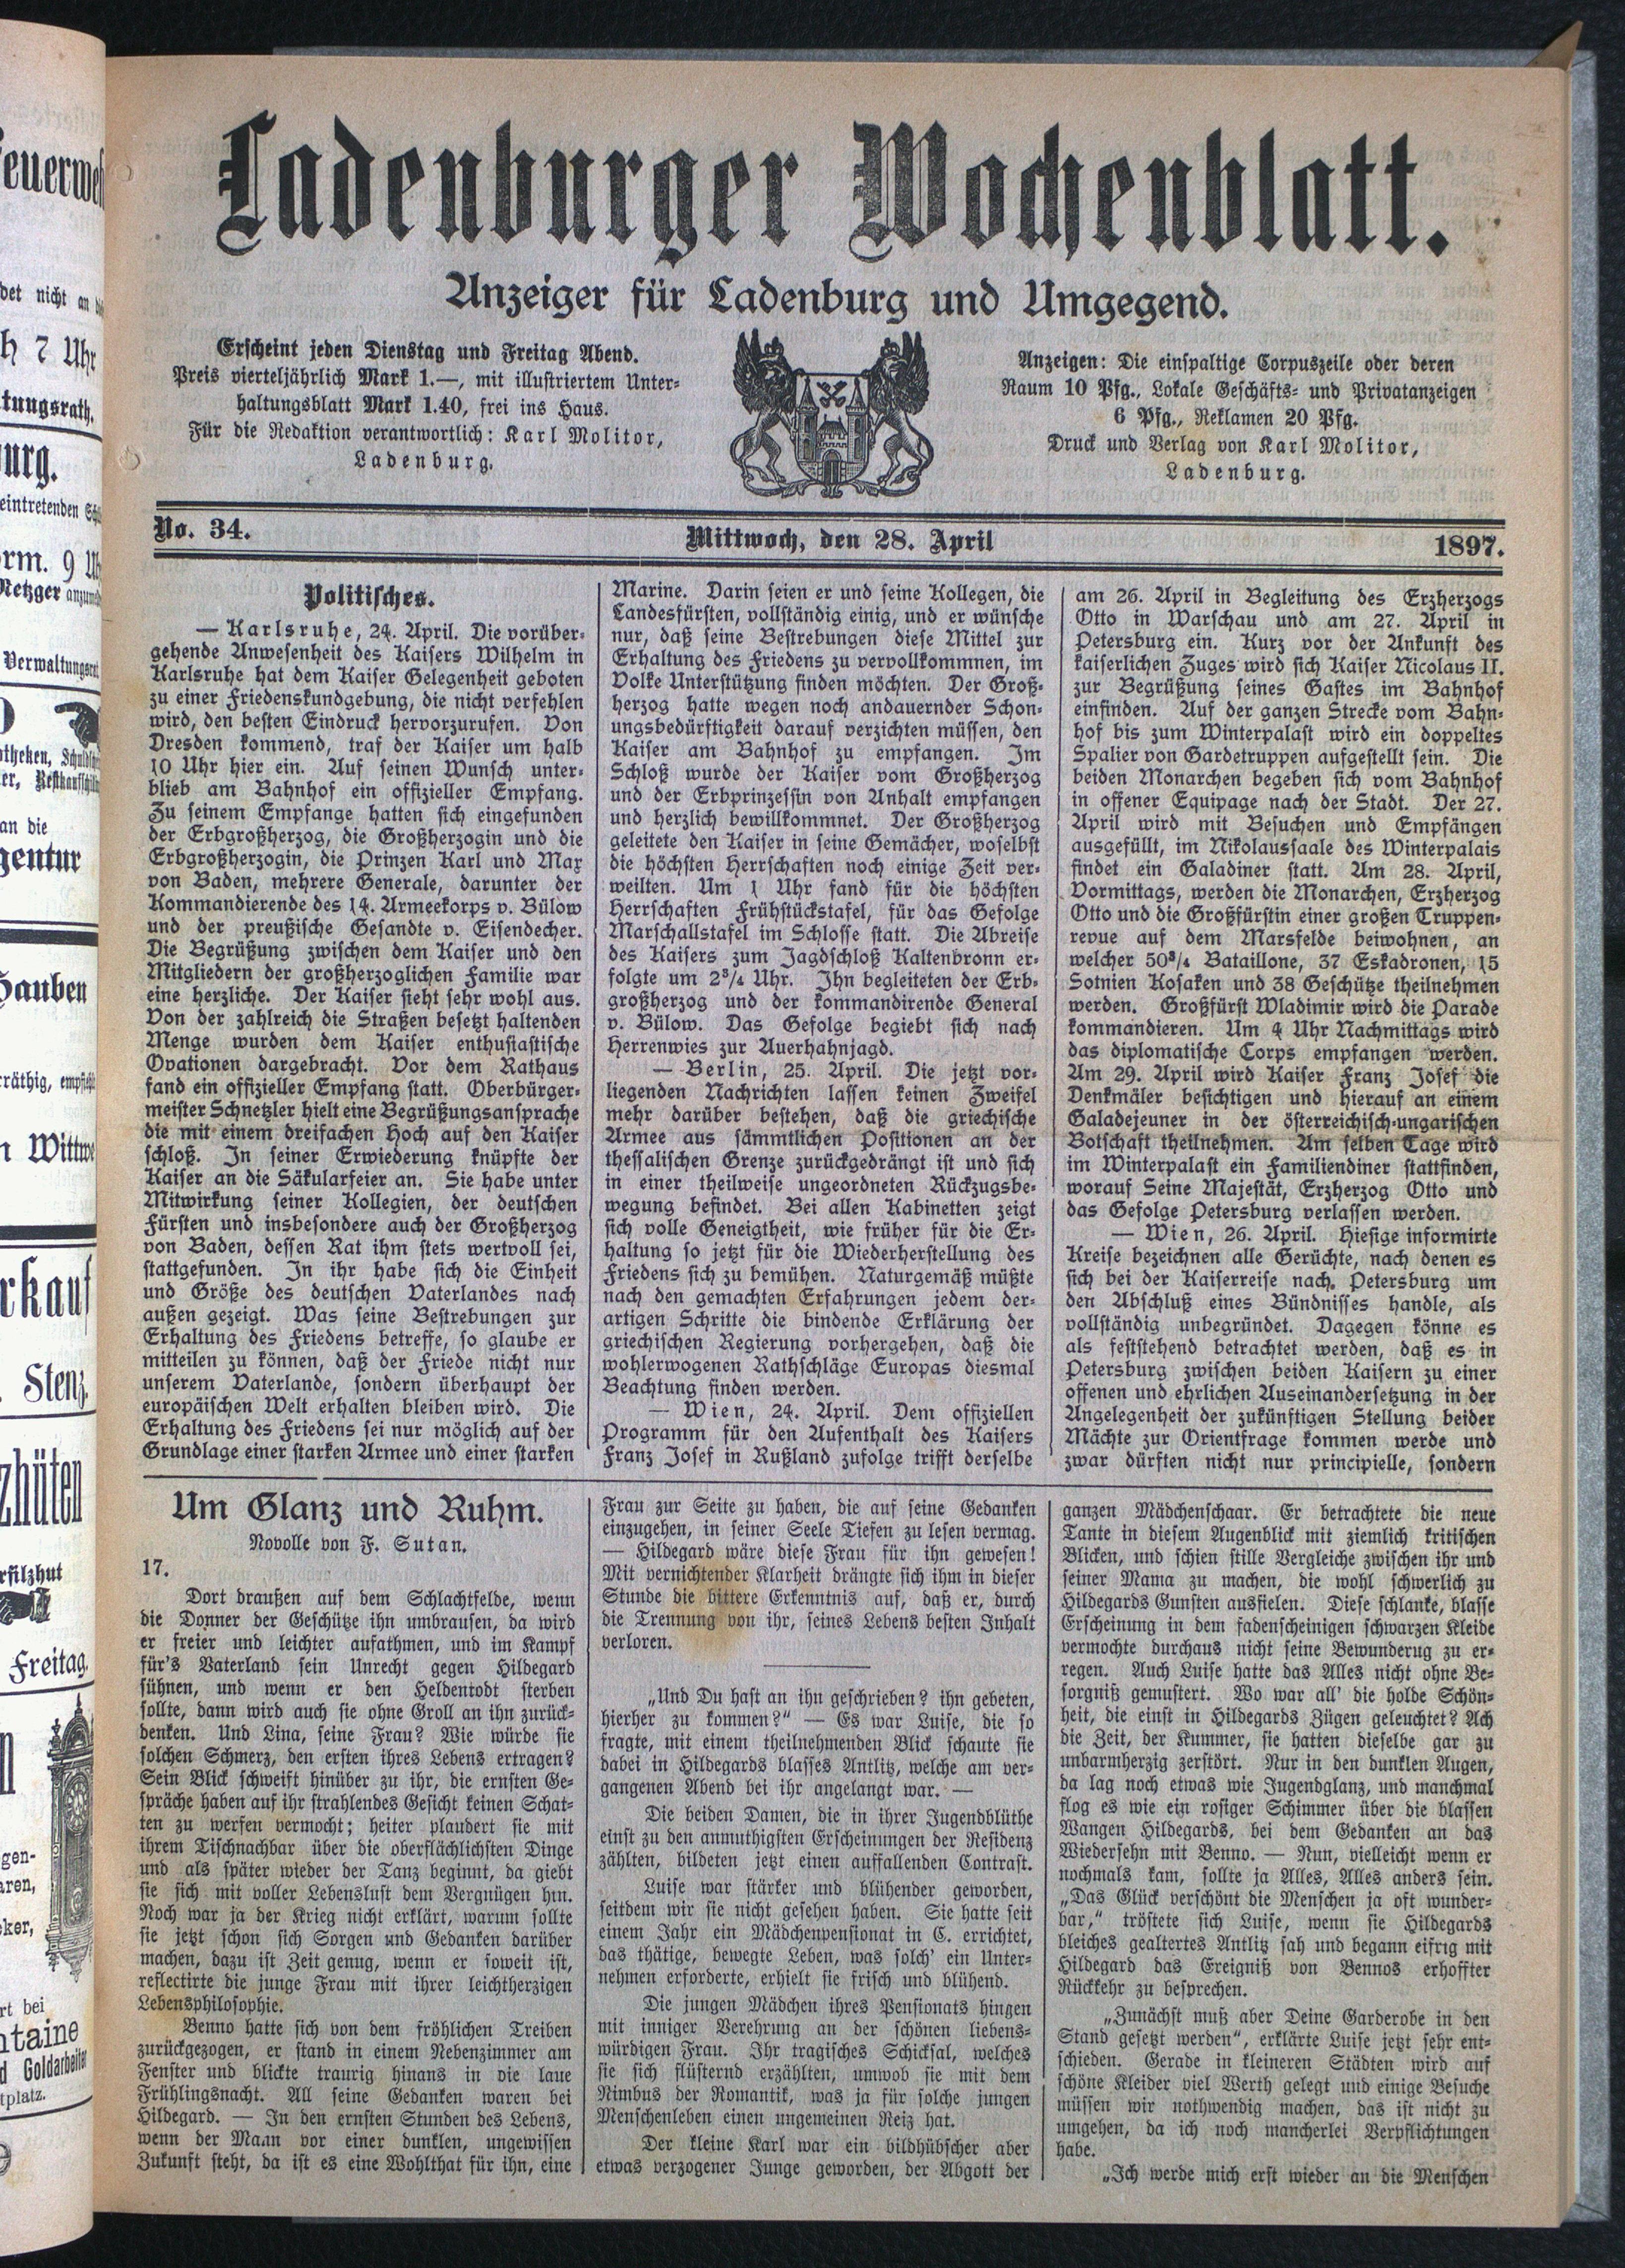 Ladenburger Wochenblatt.
Anzeiger für Ladenburg und Umgegend.
Erscheint jeden Dienstag und Freitag Abend.
Preis vierteljährlich Mark 1.—, mit illustriertem Unter-
haltungsblatt Mark 1.40, frei ins Haus.
Für die Redaktion verantwortlich: Karl Molitor,
Ladenburg.
Anzeigen: Die einspaltige Corpuszeile oder deren
Raum 10 Pfg., Lokale Geschäfts- und Privatanzeigen
6 Pfg., Reklamen 20 Pfg.
Druck und Verlag von Karl Molitor,
Ladenburg.
No. 34.
Mittwoch, den 28. April
1897.
Politisches.
— Karlsruhe, 24. April. Die vorüber-
gehende Anwesenheit des Kaisers Wilhelm in
Karlsruhe hat dem Kaiser Gelegenheit geboten
zu einer Friedenskundgebung, die nicht verfehlen
wird, den besten Eindruck hervorzurufen. Von
Dresden kommend, traf der Kaiser um halb
10 Uhr hier ein. Auf seinen Wunsch unter-
blieb am Bahnhof ein offizieller Empfang.
Zu seinem Empfange hatten sich eingefunden
der Erbgroßherzog, die Großherzogin und die
Erbgroßherzogin, die Prinzen Karl und Max
von Baden, mehrere Generale, darunter der
Kommandierende des 14. Armeekorps v. Bülow
und der preußische Gesandte v. Eisendecher.
Die Begrüßung zwischen dem Kaiser und den
Mitgliedern der großherzoglichen Familie war
eine herzliche. Der Kaiser sieht sehr wohl aus.
Von der zahlreich die Straßen besetzt haltenden
Menge wurden dem Kaiser enthusiastische
Ovationen dargebracht. Vor dem Rathaus
fand ein offizieller Empfang statt. Oberbürger-
meister Schnetzler hielt eine Begrüßungsansprache
die mit einem dreifachen Hoch auf den Kaiser
schloß. In seiner Erwiederung knüpfte der
Kaiser an die Säkularfeier an. Sie habe unter
Mitwirkung seiner Kollegien, der deutschen
Fürsten und insbesondere auch der Großherzog
von Baden, dessen Rat ihm stets wertvoll sei,
stattgefunden. In ihr habe sich die Einheit
und Größe des deutschen Vaterlandes nach
außen gezeigt. Was seine Bestrebungen zur
Erhaltung des Friedens betreffe, so glaube er
mitteilen zu können, daß der Friede nicht nur
unserem Vaterlande, sondern überhaupt der
europäischen Welt erhalten bleiben wird. Die
Erhaltung des Friedens sei nur möglich auf der
Grundlage einer starken Armee und einer starken
Marine. Darin seien er und seine Kollegen, die
Landesfürsten, vollständig einig, und er wünsche
nur, daß seine Bestrebungen diese Mittel zur
Erhaltung des Friedens zu vervollkommnen, im
Volke Unterstützung finden möchten. Der Groß-
herzog hatte wegen noch andauernder Schon-
ungsbedürftigkeit darauf verzichten müssen, den
Kaiser am Bahnhof zu empfangen. Im
Schloß wurde der Kaiser vom Großherzog
und der Erbprinzessin von Anhalt empfangen
und herzlich bewillkommnet. Der Großherzog
geleitete den Kaiser in seine Gemächer, woselbst
die höchsten Herrschaften noch einige Zeit ver-
weilten. Um 1 Uhr fand für die höchsten
Herrschaften Frühstückstafel, für das Gefolge
Marschallstafel im Schlosse statt. Die Abreise
des Kaisers zum Jagdschloß Kaltenbronn er-
folgte um 2³/₄ Uhr. Ihn begleiteten der Erb-
großherzog und der kommandirende General
v. Bülow. Das Gefolge begiebt sich nach
Herrenwies zur Auerhahnjagd.
— Berlin, 25. April. Die jetzt vor-
liegenden Nachrichten lassen keinen Zweifel
mehr darüber bestehen, daß die griechische
Armee aus sämmtlichen Positionen an der
thessalischen Grenze zurückgedrängt ist und sich
in einer theilweise ungeordneten Rückzugsbe-
wegung befindet. Bei allen Kabinetten zeigt
sich volle Geneigtheit, wie früher für die Er-
haltung so jetzt für die Wiederherstellung des
Friedens sich zu bemühen. Naturgemäß müßte
nach den gemachten Erfahrungen jedem der-
artigen Schritte die bindende Erklärung der
griechischen Regierung vorhergehen, daß die
wohlerwogenen Rathschläge Europas diesmal
Beachtung finden werden.
— Wien, 24. April. Dem offiziellen
Programm für den Aufenthalt des Kaisers
Franz Josef in Rußland zufolge trifft derselbe
am 26. April in Begleitung des Erzherzogs
Otto in Warschau und am 27. April in
Petersburg ein. Kurz vor der Ankunft des
kaiserlichen Zuges wird sich Kaiser Nicolaus II.
zur Begrüßung seines Gastes im Bahnhof
einfinden. Auf der ganzen Strecke vom Bahn-
hof bis zum Winterpalast wird ein doppeltes
Spalier von Gardetruppen aufgestellt sein. Die
beiden Monarchen begeben sich vom Bahnhof
in offener Equipage nach der Stadt. Der 27.
April wird mit Besuchen und Empfängen
ausgefüllt, im Nikolaussaale des Winterpalais
findet ein Galadiner statt. Am 28. April,
Vormittags, werden die Monarchen, Erzherzog
Otto und die Großfürstin einer großen Truppen-
revue auf dem Marsfelde beiwohnen, an
welcher 50³/₄ Bataillone, 37 Eskadronen, 15
Sotnien Kosaken und 38 Geschütze theilnehmen
werden. Großfürst Wladimir wird die Parade
kommandieren. Um 4 Uhr Nachmittags wird
das diplomatische Corps empfangen werden.
Am 29. April wird Kaiser Franz Josef die
Denkmäler besichtigen und hierauf an einem
Galadejeuner in der österreichisch-ungarischen
Botschaft theilnehmen. Am selben Tage wird
im Winterpalast ein Familiendiner stattfinden,
worauf Seine Majestät, Erzherzog Otto und
das Gefolge Petersburg verlassen werden.
— Wien, 26. April. Hiesige informirte
Kreise bezeichnen alle Gerüchte, nach denen es
sich bei der Kaiserreise nach Petersburg um
den Abschluß eines Bündnisses handle, als
vollständig unbegründet. Dagegen könne es
als feststehend betrachtet werden, daß es in
Petersburg zwischen beiden Kaisern zu einer
offenen und ehrlichen Auseinandersetzung in der
Angelegenheit der zukünftigen Stellung beider
Mächte zur Orientfrage kommen werde und
zwar dürften nicht nur principielle, sondern
Um Glanz und Ruhm.
Novolle von F. Sutan.
17.
Dort draußen auf dem Schlachtfelde, wenn
die Donner der Geschütze ihn umbrausen, da wird
er freier und leichter aufathmen, und im Kampf
für's Vaterland sein Unrecht gegen Hildegard
sühnen, und wenn er den Heldentodt sterben
sollte, dann wird auch sie ohne Groll an ihn zurück-
denken. Und Lina, seine Frau? Wie würde sie
solchen Schmerz, den ersten ihres Lebens ertragen?
Sein Blick schweift hinüber zu ihr, die ernsten Ge-
spräche haben auf ihr strahlendes Gesicht keinen Schat-
ten zu werfen vermocht; heiter plaudert sie mit
ihrem Tischnachbar über die oberflächlichsten Dinge
und als später wieder der Tanz beginnt, da giebt
sie sich mit voller Lebenslust dem Vergnügen hin.
Noch war ja der Krieg nicht erklärt, warum sollte
sie jetzt schon sich Sorgen und Gedanken darüber
machen, dazu ist Zeit genug, wenn er soweit ist,
reflectirte die junge Frau mit ihrer leichtherzigen
Lebensphilosophie.
Benno hatte sich von dem fröhlichen Treiben
zurückgezogen, er stand in einem Nebenzimmer am
Fenster und blickte traurig hinans in die laue
Frühlingsnacht. All seine Gedanken waren bei
Hildegard. — In den ernsten Stunden des Lebens,
wenn der Mann vor einer dunklen, ungewissen
Zukunft steht, da ist es eine Wohlthat für ihn, eine
Frau zur Seite zu haben, die auf seine Gedanken
einzugehen, in seiner Seele Tiefen zu lesen vermag.
— Hildegard wäre diese Frau für ihn gewesen!
Mit vernichtender Klarheit drängte sich ihm in dieser
Stunde die bittere Erkenntnis auf, daß er, durch
die Trennung von ihr, seines Lebens besten Inhalt
verloren.
„Und Du hast an ihn geschrieben? ihn gebeten,
hierher zu kommen?" — Es war Luise, die so
fragte, mit einem theilnehmenden Blick schaute sie
dabei in Hildegards blasses Antlitz, welche am ver-
gangenen Abend bei ihr angelangt war. —
Die beiden Damen, die in ihrer Jugendblüthe
einst zu den anmuthigsten Erscheinungen der Residenz
zählten, bildeten jetzt einen auffallenden Contrast.
Luise war stärker und blühender geworden,
seitdem wir sie nicht gesehen haben. Sie hatte seit
einem Jahr ein Mädchenpensionat in C. errichtet,
das thätige, bewegte Leben, was solch' ein Unter-
nehmen erforderte, erhielt sie frisch und blühend.
Die jungen Mädchen ihres Pensionats hingen
mit inniger Verehrung an der schönen liebens-
würdigen Frau. Ihr tragisches Schicksal, welches
sie sich flüsternd erzählten, umwob sie mit dem
Nimbus der Romantik, was ja für solche jungen
Menschenleben einen ungemeinen Reiz hat.
Der kleine Karl war ein bildhübscher aber
etwas verzogener Junge geworden, der Abgott der
ganzen Mädchenschaar. Er betrachtete die neue
Tante in diesem Augenblick mit ziemlich kritischen
Blicken, und schien stille Vergleiche zwischen ihr und
seiner Mama zu machen, die wohl schwerlich zu
Hildegards Gunsten ausfielen. Diese schlanke, blasse
Erscheinung in dem fadenscheinigen schwarzen Kleide
vermochte durchaus nicht seine Bewunderug zu er-
regen. Auch Luise hatte das Alles nicht ohne Be-
sorgniß gemustert. Wo war all' die holde Schön-
heit, die einst in Hildegards Zügen geleuchtet? Ach
die Zeit, der Kummer, sie hatten dieselbe gar zu
unbarmherzig zerstört. Nur in den dunklen Augen,
da lag noch etwas wie Jugendglanz, und manchmal
flog es wie ein rosiger Schimmer über die blassen
Wangen Hildegards, bei dem Gedanken an das
Wiedersehn mit Benno. — Nun, vielleicht wenn er
nochmals kam, sollte ja Alles, Alles anders sein.
„Das Glück verschönt die Menschen ja oft wunder-
bar," tröstete sich Luise, wenn sie Hildegards
bleiches gealtertes Antlitz sah und begann eifrig mit
Hildegard das Ereigniß von Bennos erhoffter
Rückkehr zu besprechen.
„Zunächst muß aber Deine Garderobe in den
Stand gesetzt werden", erklärte Luise jetzt sehr ent-
schieden. Gerade in kleineren Städten wird auf
schöne Kleider viel Werth gelegt und einige Besuche
müssen wir nothwendig machen, das ist nicht zu
umgehen, da ich noch mancherlei Verpflichtungen
habe.
„Ich werde mich erst wieder an die Menschen